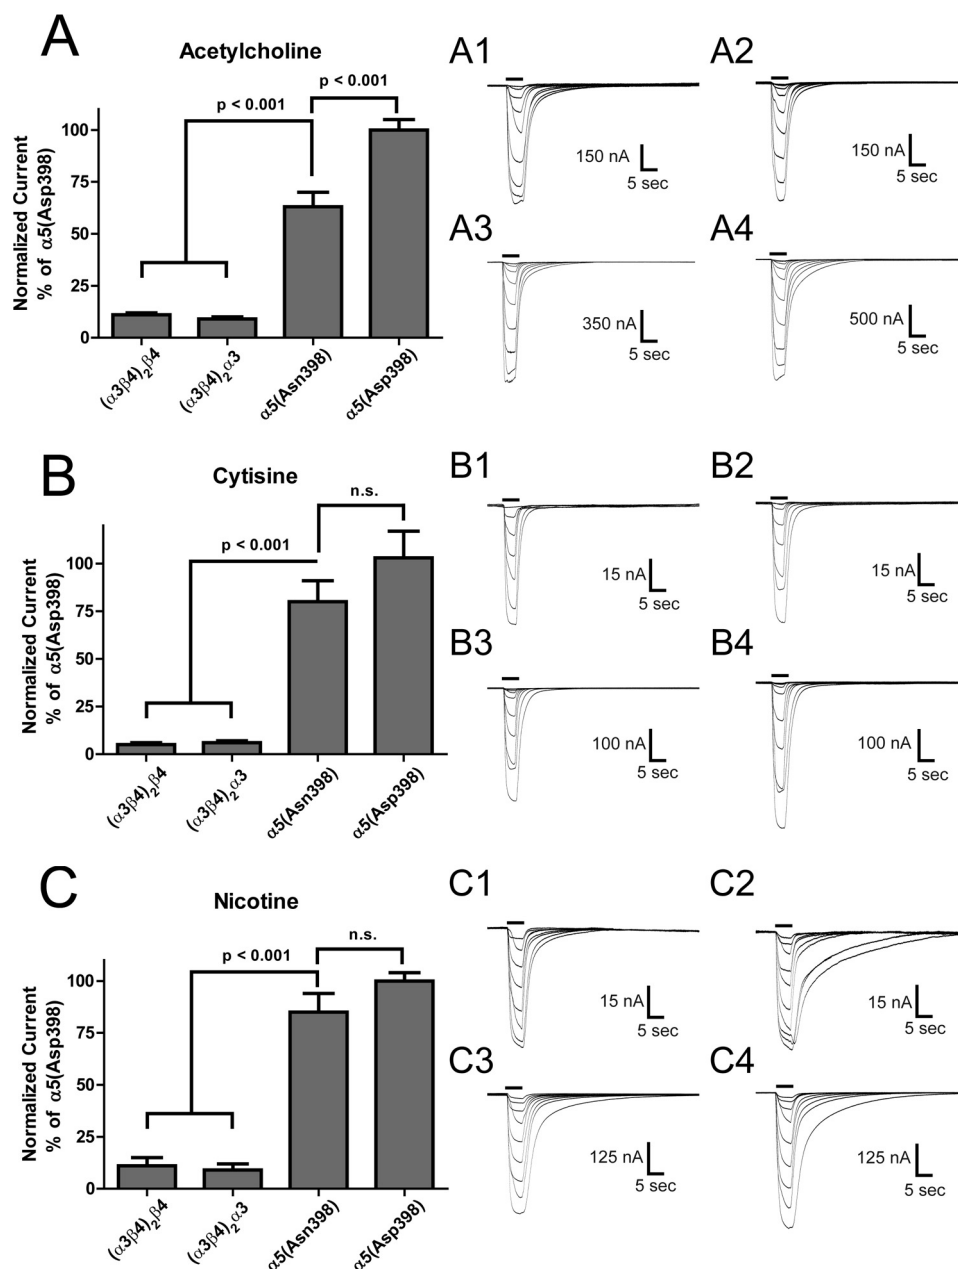 A
Acetylcholine
p < 0.001
p < 0.001
Normalized Current
% of α5(Asp398)
100
75
50
25
0
(α3β4)₂β4
(α3β4)₂α3
α5(Asn398)
α5(Asp398)
A1
150 nA
5 sec
A2
150 nA
5 sec
A3
350 nA
5 sec
A4
500 nA
5 sec
B
Cytisine
n.s.
p < 0.001
Normalized Current
% of α5(Asp398)
100
75
50
25
0
(α3β4)₂β4
(α3β4)₂α3
α5(Asn398)
α5(Asp398)
B1
15 nA
5 sec
B2
15 nA
5 sec
B3
100 nA
5 sec
B4
100 nA
5 sec
C
Nicotine
n.s.
p < 0.001
Normalized Current
% of α5(Asp398)
100
75
50
25
0
(α3β4)₂β4
(α3β4)₂α3
α5(Asn398)
α5(Asp398)
C1
15 nA
5 sec
C2
15 nA
5 sec
C3
125 nA
5 sec
C4
125 nA
5 sec